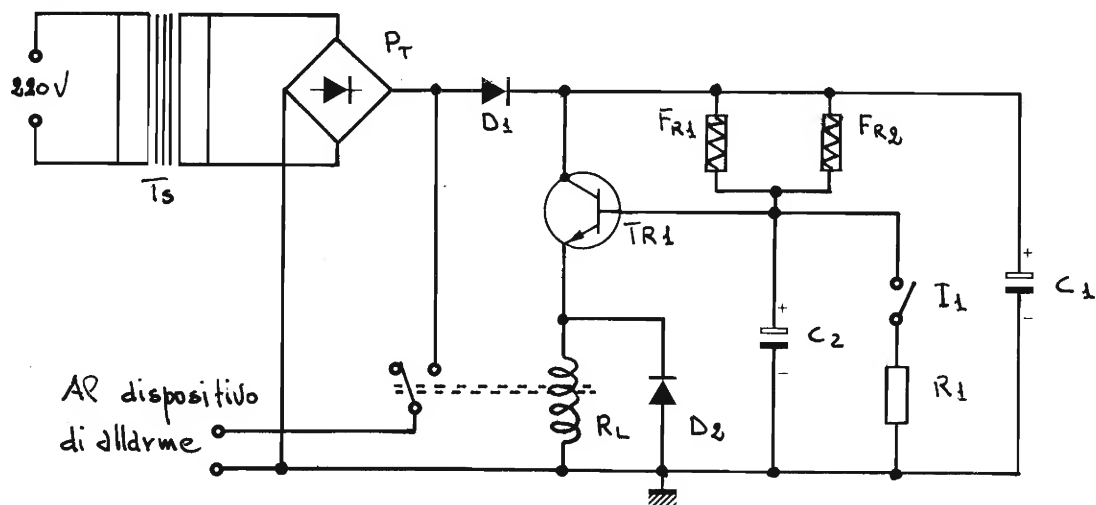 220V
Ts
PT
D1
FR1
FR2
TR1
+
C2
-
I1
R1
+
C1
-
RL
D2
Al dispositivo
di allarme